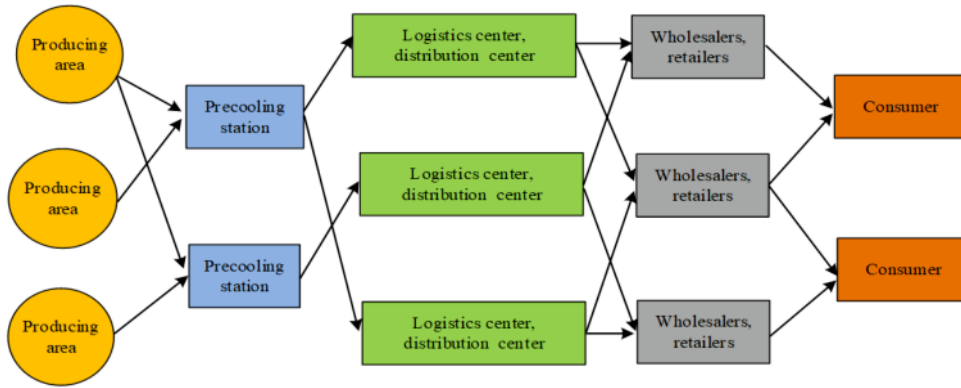 Producing
area
Producing
area
Producing
area
Precooling
station
Precooling
station
Logistics center,
distribution center
Logistics center,
distribution center
Logistics center,
distribution center
Wholesalers,
retailers
Wholesalers,
retailers
Wholesalers,
retailers
Consumer
Consumer